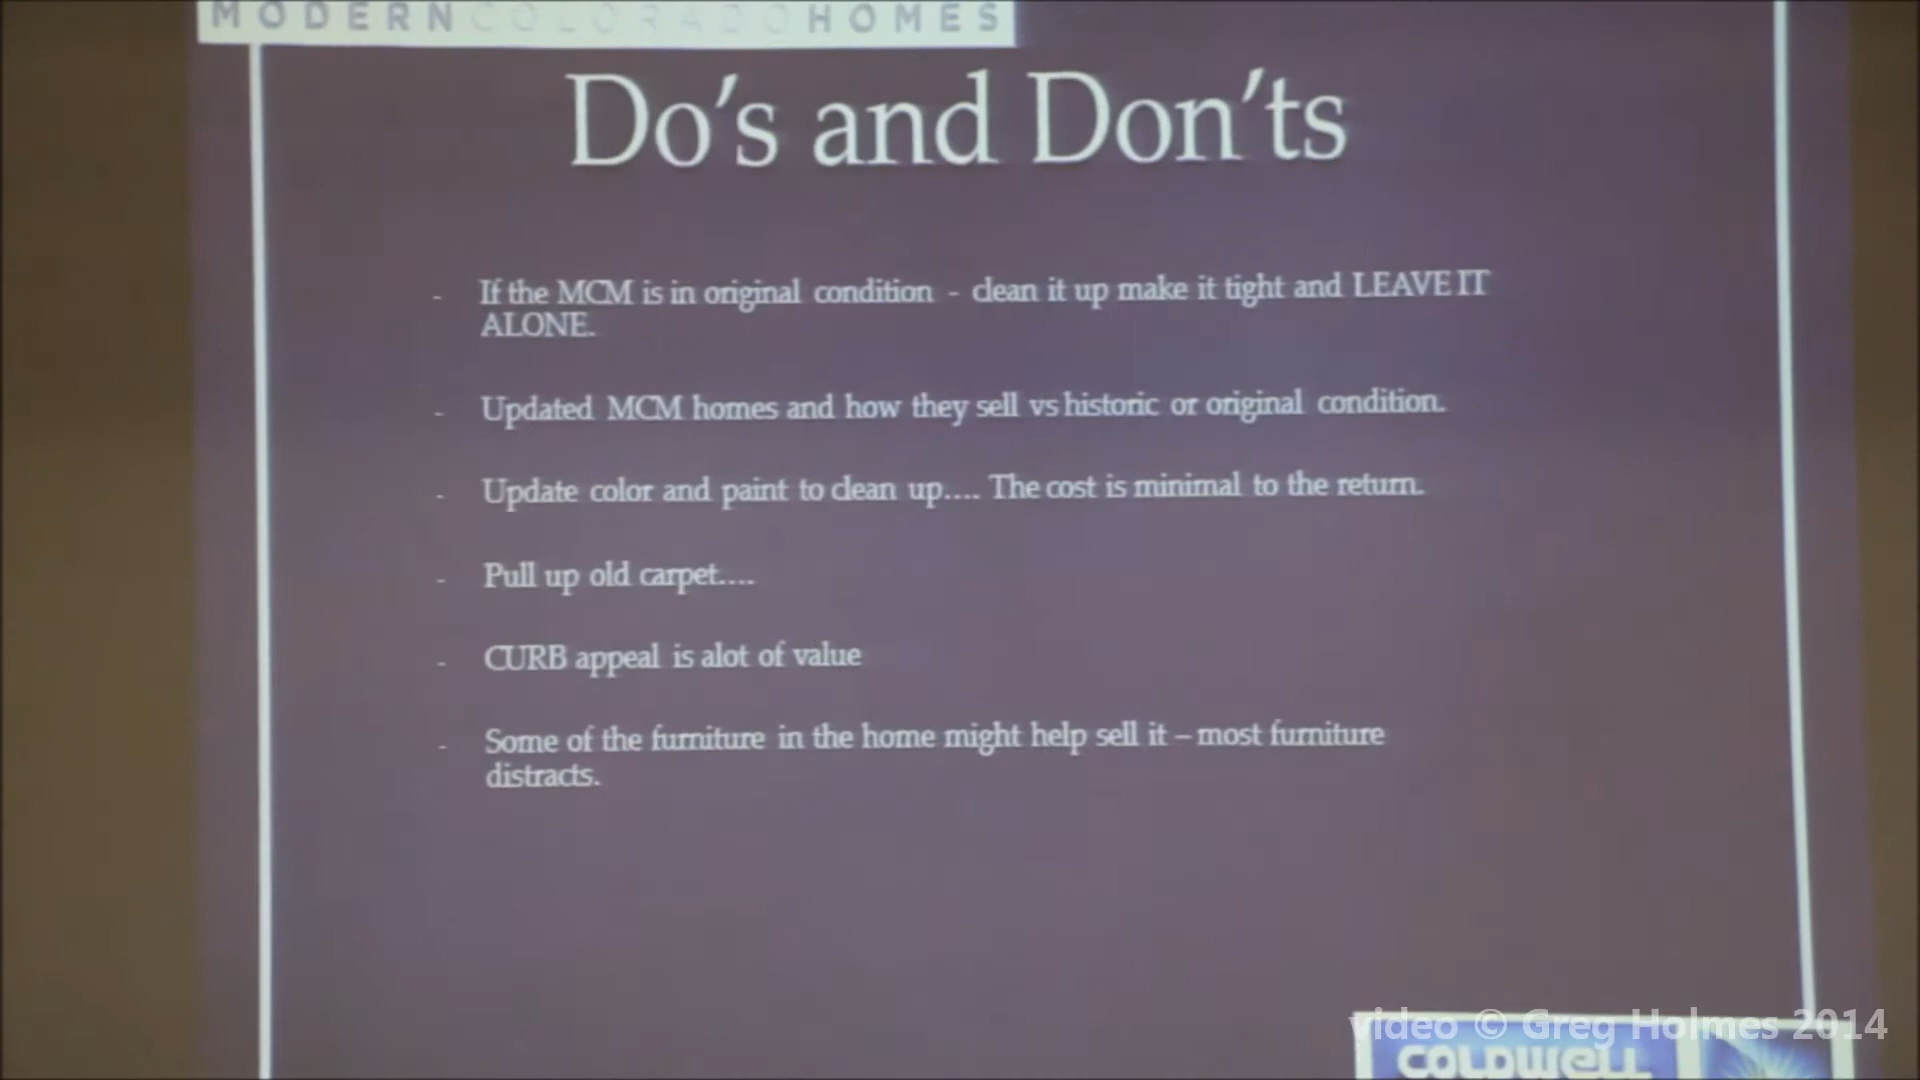 MODERNCOLORADOHOMES
Do's and Don'ts
- If the MCM is in original condition - clean it up make it tight and LEAVE IT
ALONE.
- Updated MCM homes and how they sell vs historic or original condition.
- Update color and paint to clean up.... The cost is minimal to the return.
- Pull up old carpet....
- CURB appeal is alot of value
- Some of the furniture in the home might help sell it – most furniture
distracts.
video © Greg Holmes 2014
COLDWELL